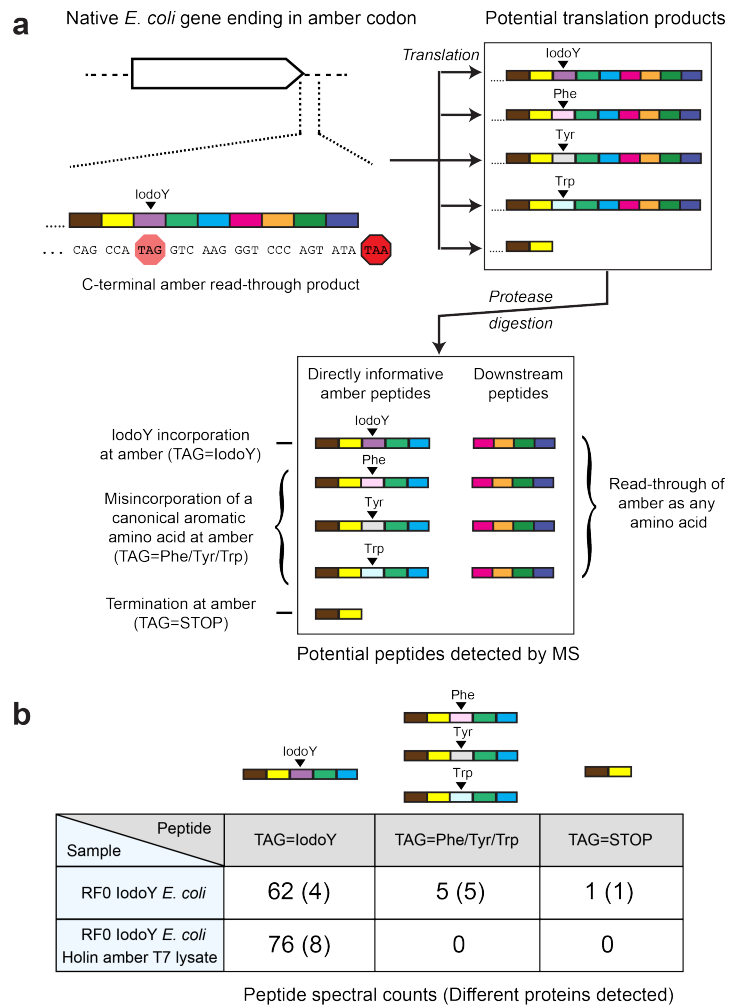 a
Native E. coli gene ending in amber codon
Potential translation products
Translation
IodoY
Phe
Tyr
Trp
IodoY
..... 
... CAG CCA TAG GTC AAG GGT CCC AGT ATA TAA
C-terminal amber read-through product
Protease
digestion
Directly informative
amber peptides
Downstream
peptides
IodoY incorporation
at amber (TAG=IodoY)
IodoY
Phe
Misincorporation of a
canonical aromatic
amino acid at amber
(TAG=Phe/Tyr/Trp)
Tyr
Trp
Read-through of
amber as any
amino acid
Termination at amber
(TAG=STOP)
Potential peptides detected by MS
b
IodoY
Phe
Tyr
Trp
Peptide
Sample
TAG=IodoY
TAG=Phe/Tyr/Trp
TAG=STOP
RF0 IodoY E. coli
62 (4)
5 (5)
1 (1)
RF0 IodoY E. coli
Holin amber T7 lysate
76 (8)
0
0
Peptide spectral counts (Different proteins detected)